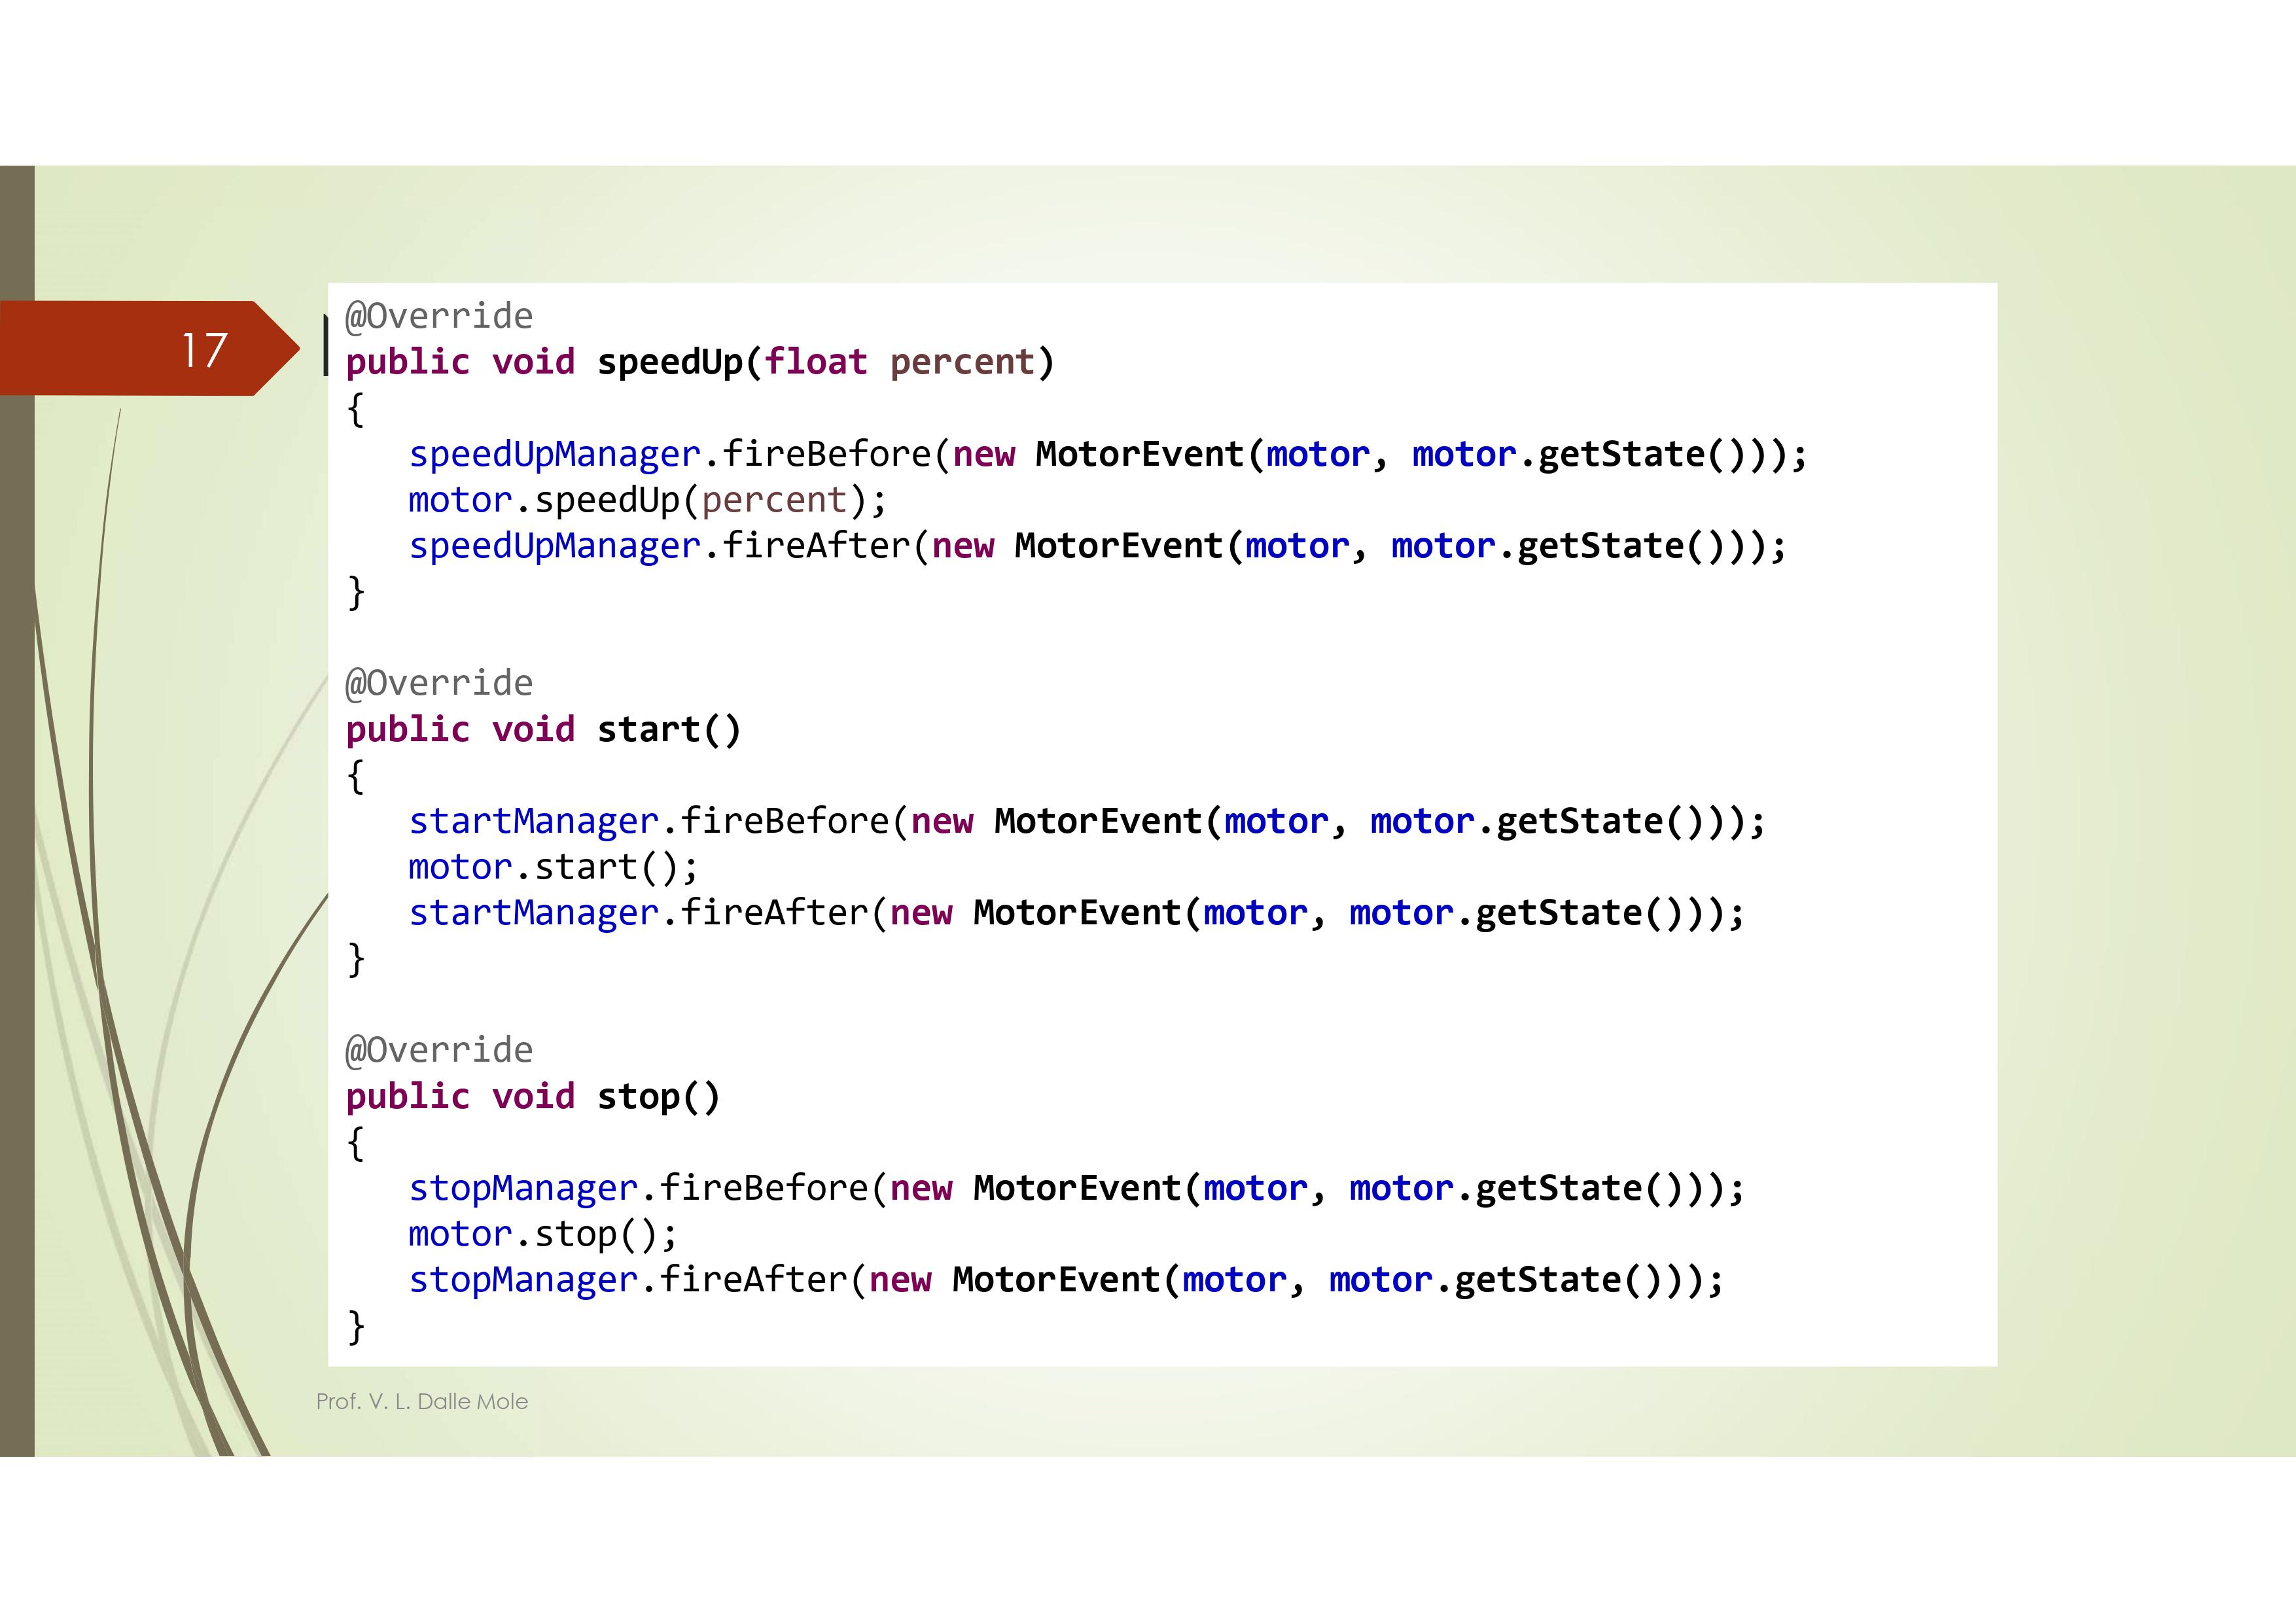 17
@Override
public void speedUp(float percent)
{
   speedUpManager.fireBefore(new MotorEvent(motor, motor.getState()));
   motor.speedUp(percent);
   speedUpManager.fireAfter(new MotorEvent(motor, motor.getState()));
}

@Override
public void start()
{
   startManager.fireBefore(new MotorEvent(motor, motor.getState()));
   motor.start();
   startManager.fireAfter(new MotorEvent(motor, motor.getState()));
}

@Override
public void stop()
{
   stopManager.fireBefore(new MotorEvent(motor, motor.getState()));
   motor.stop();
   stopManager.fireAfter(new MotorEvent(motor, motor.getState()));
}
Prof. V. L. Dalle Mole